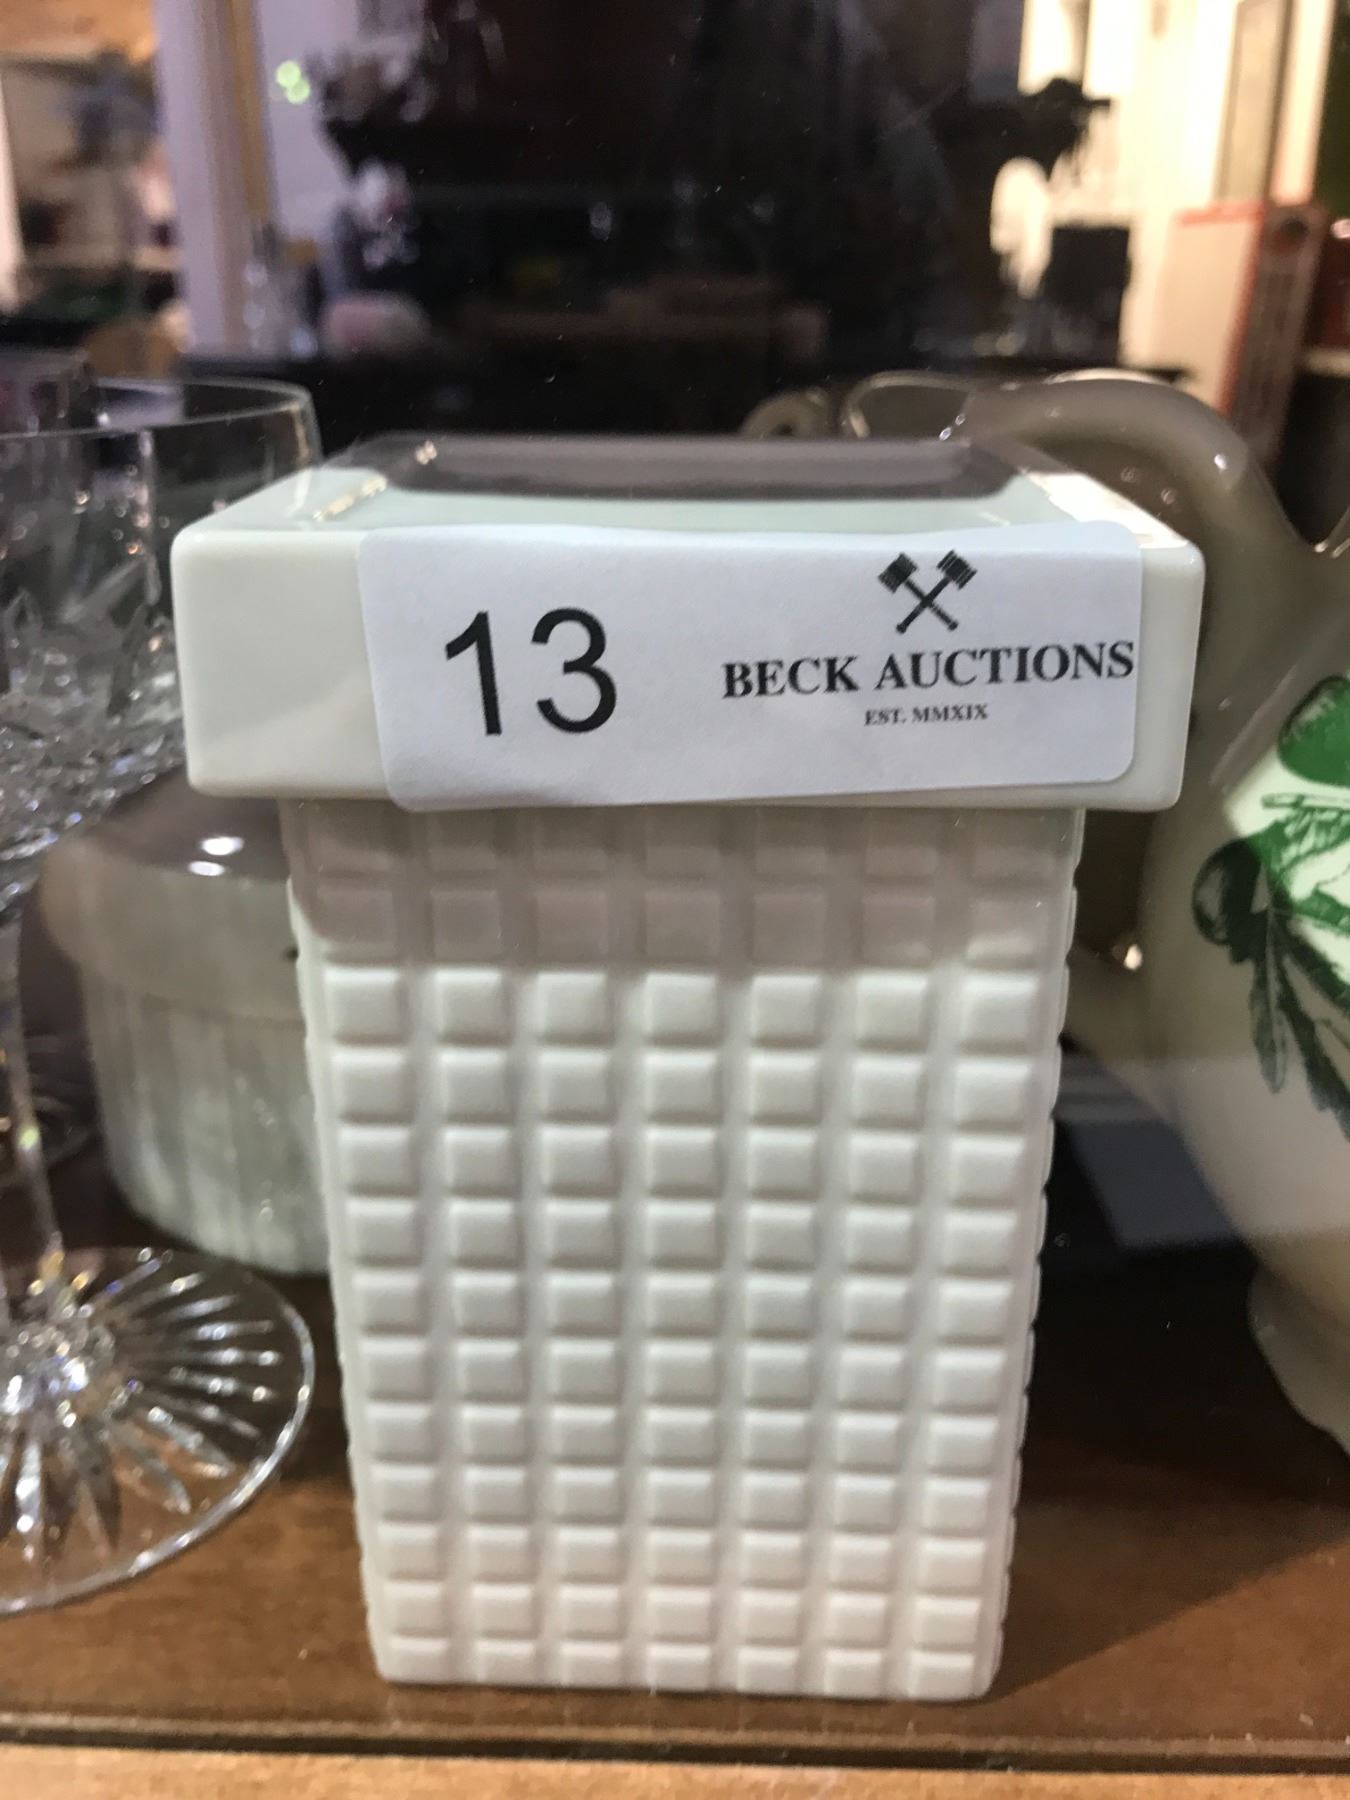 13
BECK AUCTIONS
EST. MMXIX